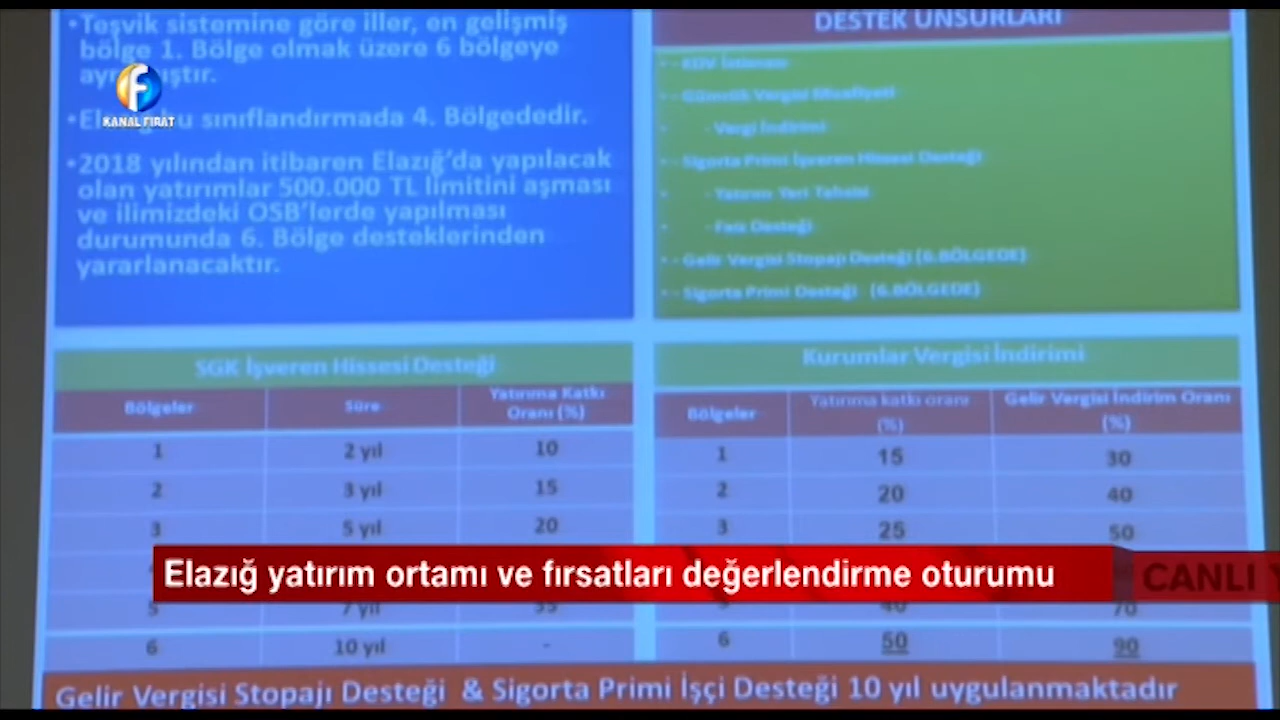 •Teşvik sistemine göre iller, en gelişmiş
bölge 1. Bölge olmak üzere 6 bölgeye
•
sınıflandırmada 4. Bölgededir.
•2018 yılından itibaren Elazığ'da yapılacak
olan yatırımlar 500.000 TL limitini aşması
ve ilimizdeki OSB'lerde yapılması
durumunda 6. Bölge desteklerinden
yararlanacaktır.
KANAL FIRAT
DESTEK UNSURLARI
- KDV İstisnası
- Gümrük Vergisi Muafiyeti
- Vergi İndirimi
- Sigorta Primi İşveren Hissesi Desteği
- Yatırım Yeri Tahsisi
- Faiz Desteği
- Gelir Vergisi Stopajı Desteği (6.BÖLGEDE)
- Sigorta Primi Desteği (6.BÖLGEDE)
SGK İşveren Hissesi Desteği
Bölgeler Süre Yatırıma Katkı Oranı (%)
1 2 yıl 10
2 3 yıl 15
3 5 yıl 20
5 7 yıl 35
6 10 yıl -
Kurumlar Vergisi İndirimi
Bölgeler Yatırıma katkı oranı (%) Gelir Vergisi İndirim Oranı (%)
1 15 30
2 20 40
3 25 50
40 70
6 50 90
Gelir Vergisi Stopajı Desteği & Sigorta Primi İşçi Desteği 10 yıl uygulanmaktadır
Elazığ yatırım ortamı ve fırsatları değerlendirme oturumu
CANLI